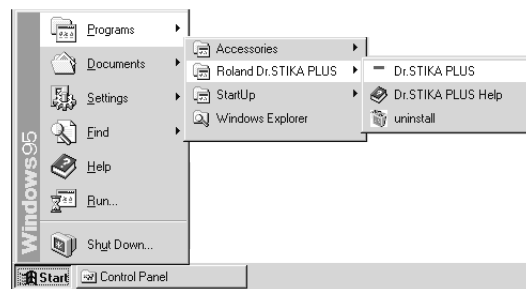 Programs
Documents
Settings
Find
Help
Run...
Shut Down...
Windows95
Accessories
Roland Dr.STIKA PLUS
StartUp
Windows Explorer
Dr.STIKA PLUS
Dr.STIKA PLUS Help
uninstall
Start
Control Panel